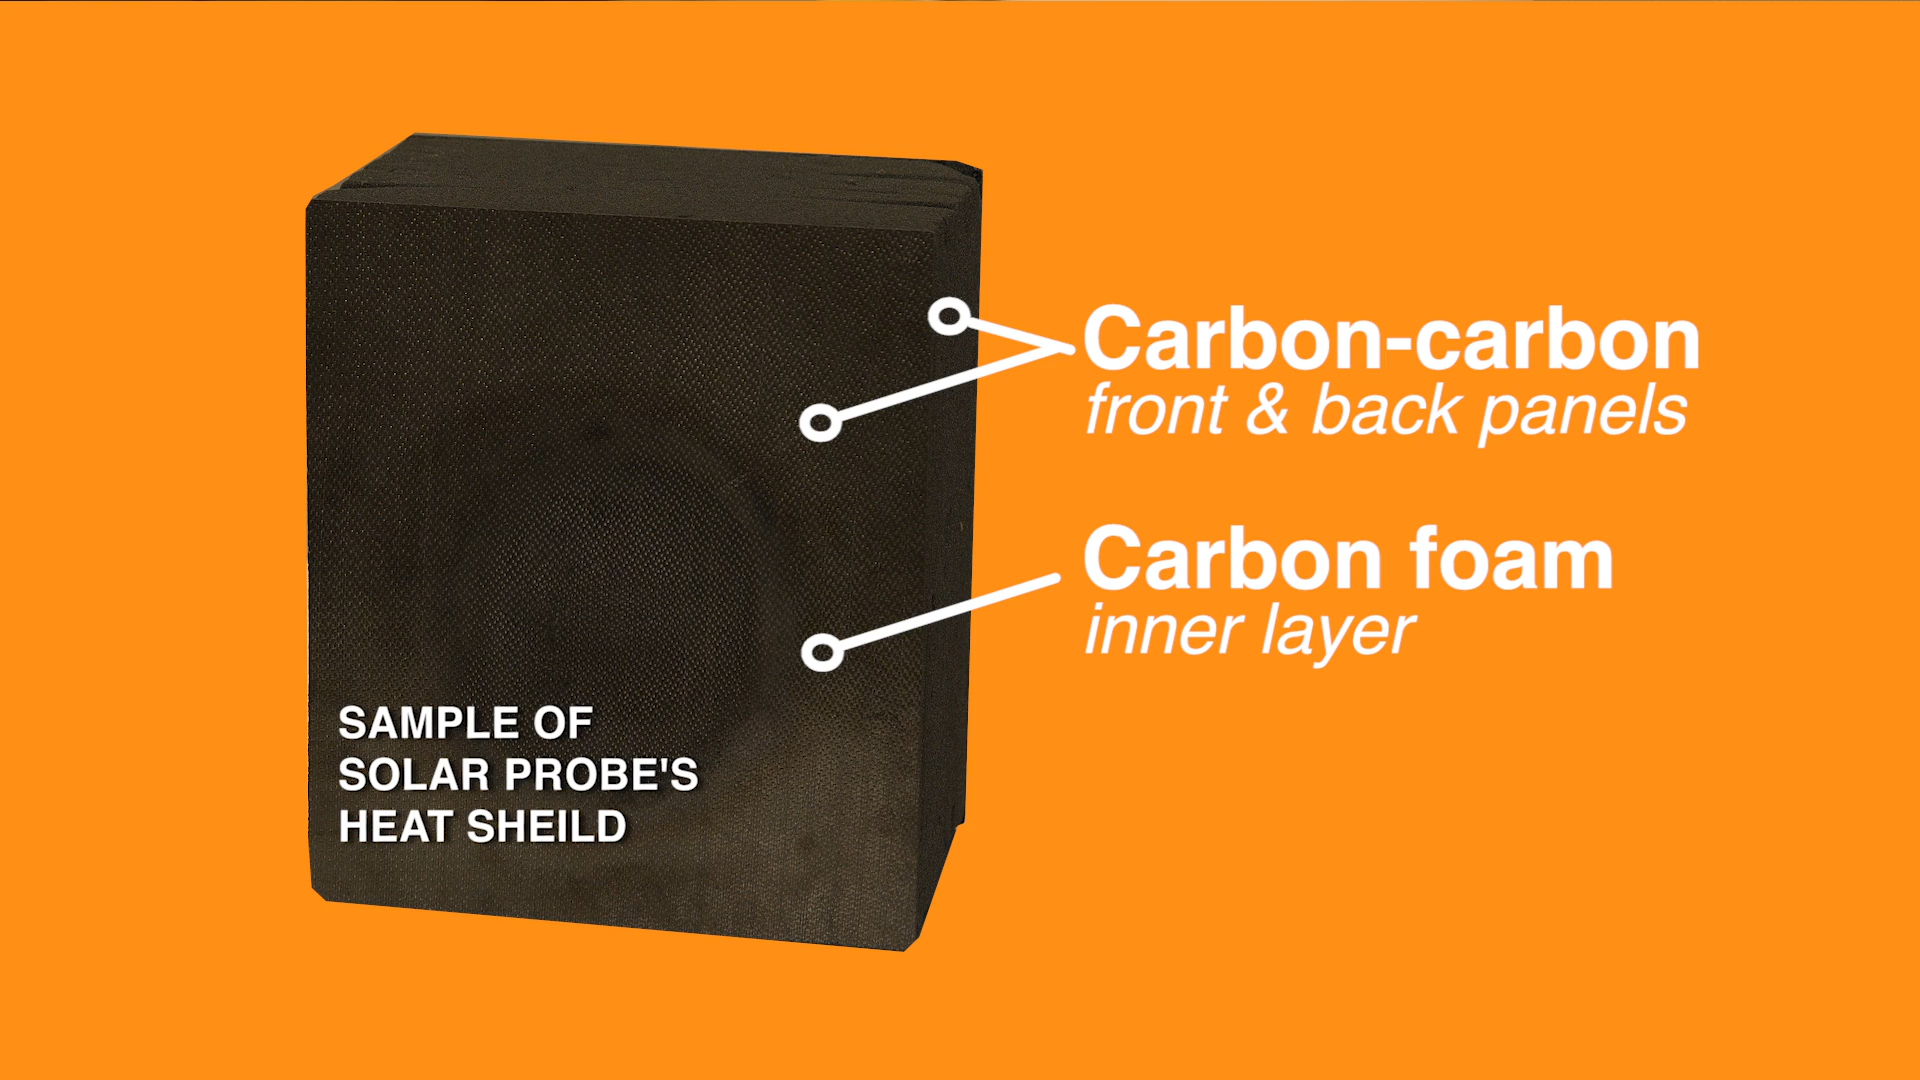 Carbon-carbon
front & back panels
Carbon foam
inner layer
SAMPLE OF
SOLAR PROBE'S
HEAT SHEILD